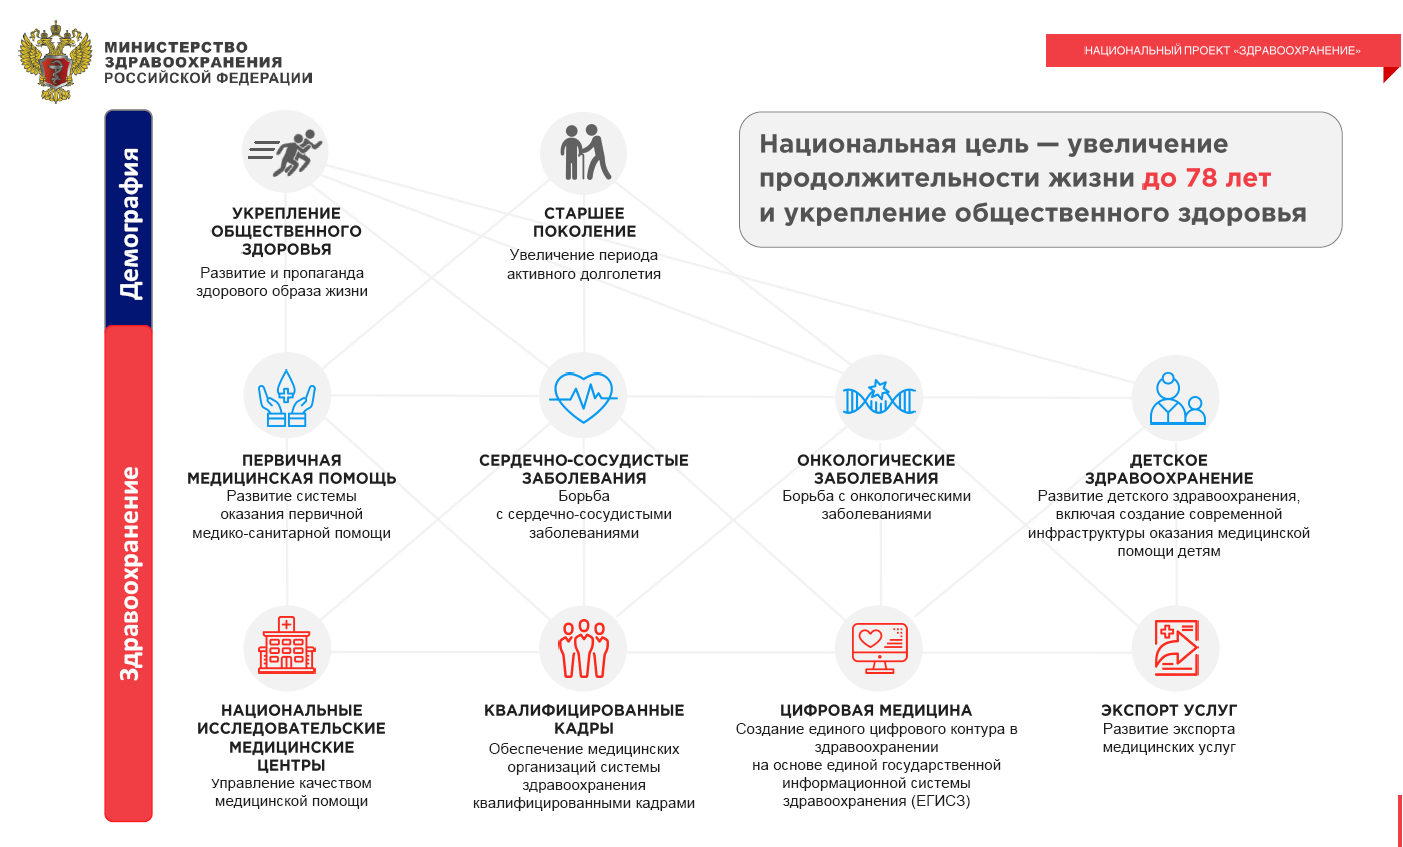 МИНИСТЕРСТВО
ЗДРАВООХРАНЕНИЯ
РОССИЙСКОЙ ФЕДЕРАЦИИ
НАЦИОНАЛЬНЫЙ ПРОЕКТ «ЗДРАВООХРАНЕНИЕ»
Демография
УКРЕПЛЕНИЕ
ОБЩЕСТВЕННОГО
ЗДОРОВЬЯ
Развитие и пропаганда
здорового образа жизни
СТАРШЕЕ
ПОКОЛЕНИЕ
Увеличение периода
активного долголетия
Национальная цель — увеличение
продолжительности жизни до 78 лет
и укрепление общественного здоровья
Здравоохранение
ПЕРВИЧНАЯ
МЕДИЦИНСКАЯ ПОМОЩЬ
Развитие системы
оказания первичной
медико-санитарной помощи
СЕРДЕЧНО-СОСУДИСТЫЕ
ЗАБОЛЕВАНИЯ
Борьба
с сердечно-сосудистыми
заболеваниями
ОНКОЛОГИЧЕСКИЕ
ЗАБОЛЕВАНИЯ
Борьба с онкологическими
заболеваниями
ДЕТСКОЕ
ЗДРАВООХРАНЕНИЕ
Развитие детского здравоохранения,
включая создание современной
инфраструктуры оказания медицинской
помощи детям
НАЦИОНАЛЬНЫЕ
ИССЛЕДОВАТЕЛЬСКИЕ
МЕДИЦИНСКИЕ
ЦЕНТРЫ
Управление качеством
медицинской помощи
КВАЛИФИЦИРОВАННЫЕ
КАДРЫ
Обеспечение медицинских
организаций системы
здравоохранения
квалифицированными кадрами
ЦИФРОВАЯ МЕДИЦИНА
Создание единого цифрового контура в
здравоохранении
на основе единой государственной
информационной системы
здравоохранения (ЕГИСЗ)
ЭКСПОРТ УСЛУГ
Развитие экспорта
медицинских услуг